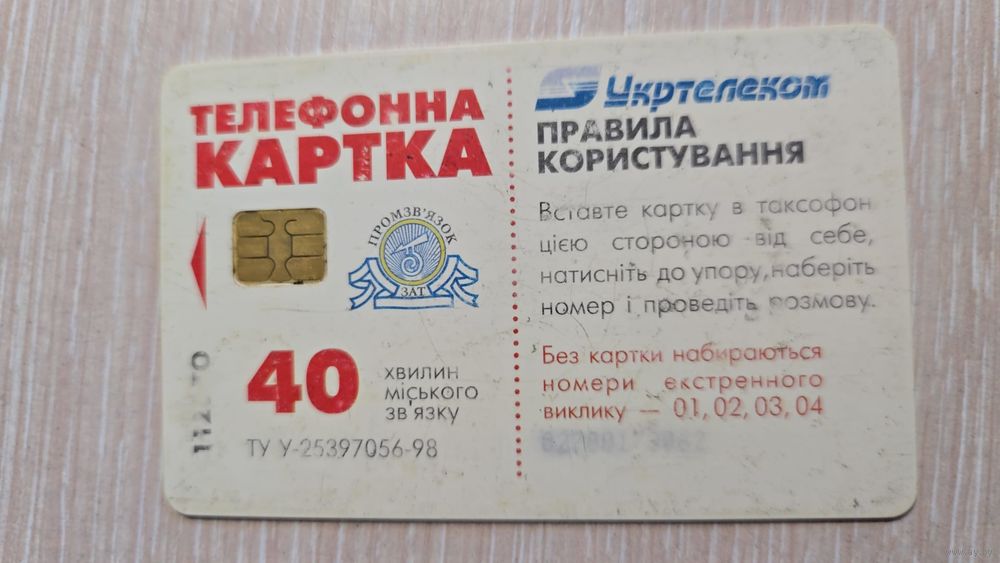 ТЕЛЕФОННА
КАРТКА
ПРОМЗВ'ЯЗОК
ЗАТ
40
ХВИЛИН
МІСЬКОГО
ЗВ'ЯЗКУ
ТУ У-25397056-98
Укртелеком
ПРАВИЛА
КОРИСТУВАННЯ
Вставте картку в таксофон
цією стороною від себе,
натисніть до упору, наберіть
номер і проведіть розмову.
Без картки набираються
номери екстренного
виклику — 01, 02, 03, 04